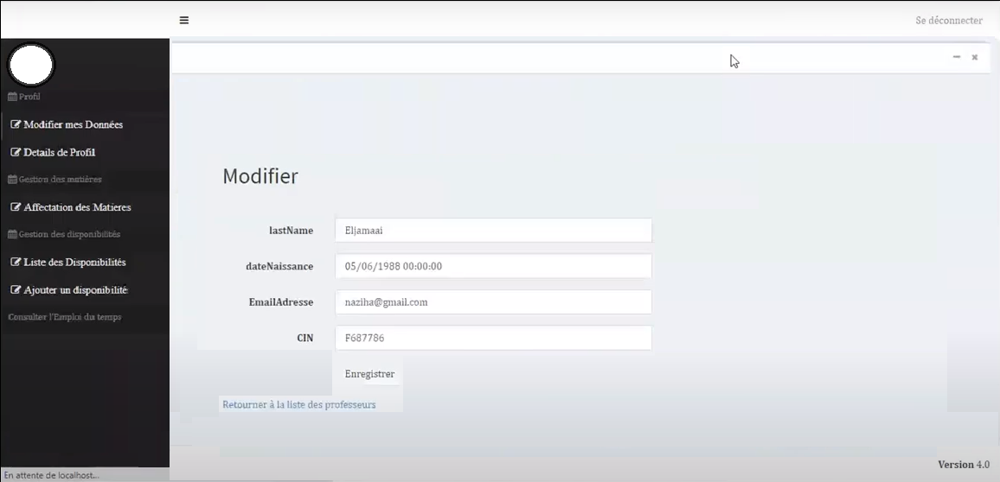 Se déconnecter
Profil
Modifier mes Données
Details de Profil
Gestion des matiéres
Affectation des Matieres
Gestion des disponibilités
Liste des Disponibilités
Ajouter un disponibilité
Consulter l'Emploi du temps
Modifier
lastName Eljamaai
dateNaissance 05/06/1988 00:00:00
EmailAdresse naziha@gmail.com
CIN F687786
Enregistrer
Retourner à la liste des professeurs
Version 4.0
En attente de localhost...